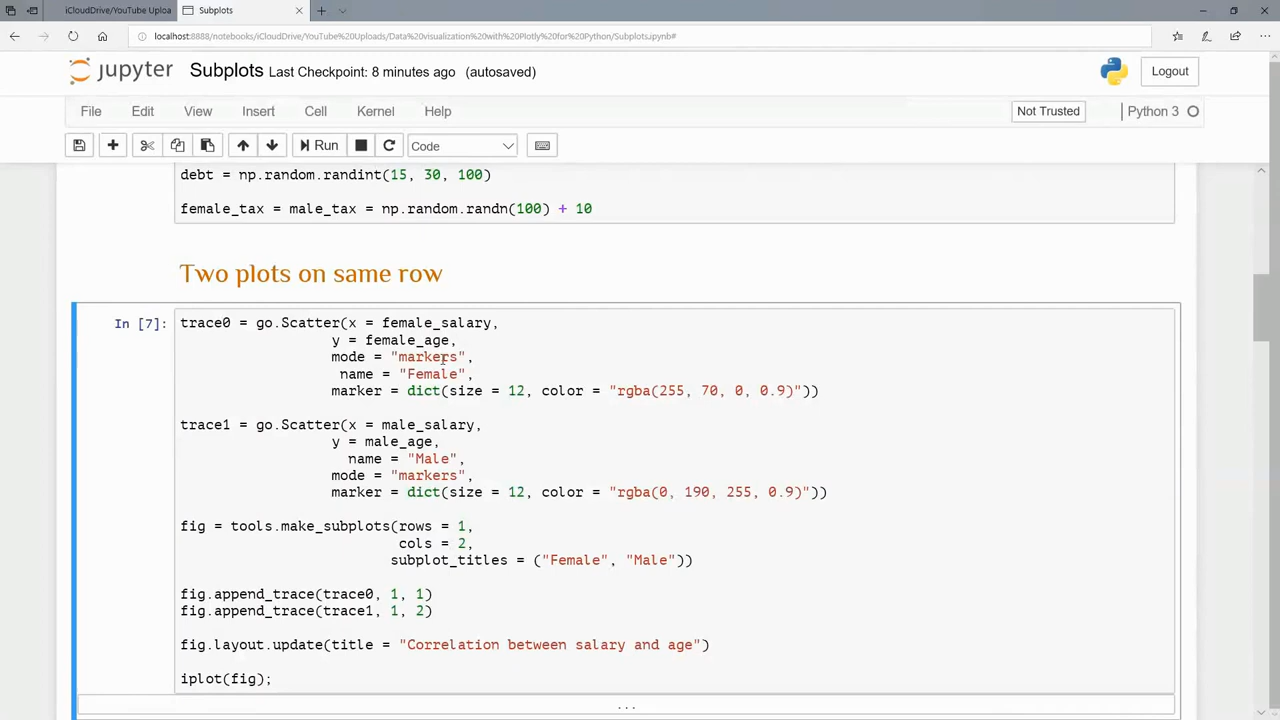 iCloudDrive/YouTube Uploa
Subplots
localhost:8888/notebooks/iCloudDrive/YouTube%20Uploads/Data%20visualization%20with%20Plotly%20for%20Python/Subplots.ipynb#
jupyter Subplots Last Checkpoint: 8 minutes ago (autosaved)
Logout
File Edit View Insert Cell Kernel Help
Not Trusted
Python 3
Run
Code
debt = np.random.randint(15, 30, 100)
female_tax = male_tax = np.random.randn(100) + 10
Two plots on same row
In [7]:
trace0 = go.Scatter(x = female_salary,
y = female_age,
mode = "markers",
name = "Female",
marker = dict(size = 12, color = "rgba(255, 70, 0, 0.9)"))
trace1 = go.Scatter(x = male_salary,
y = male_age,
name = "Male",
mode = "markers",
marker = dict(size = 12, color = "rgba(0, 190, 255, 0.9)"))
fig = tools.make_subplots(rows = 1,
cols = 2,
subplot_titles = ("Female", "Male"))
fig.append_trace(trace0, 1, 1)
fig.append_trace(trace1, 1, 2)
fig.layout.update(title = "Correlation between salary and age")
iplot(fig);
...